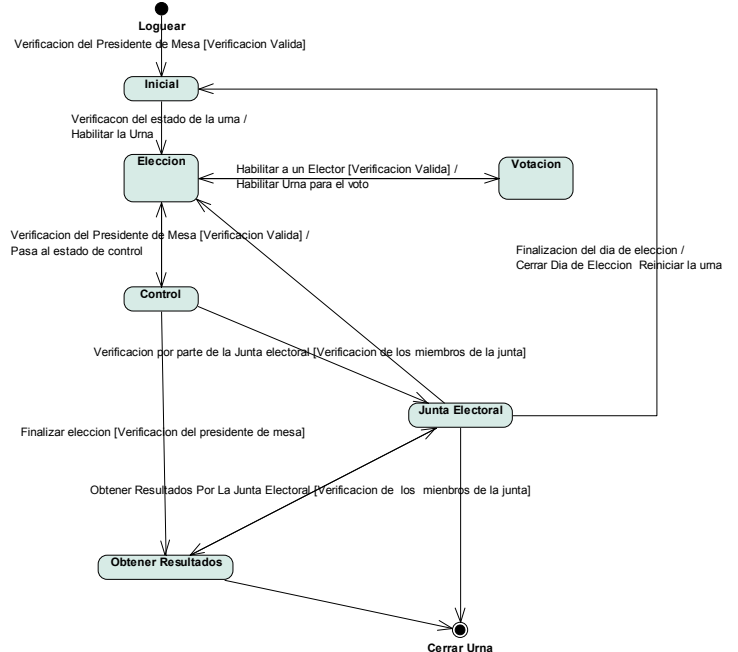 Loguear
Verificacion del Presidente de Mesa [Verificacion Valida]
Inicial
Verificacon del estado de la urna /
Habilitar la Urna
Eleccion
Habilitar a un Elector [Verificacion Valida] /
Habilitar Urna para el voto
Votacion
Verificacion del Presidente de Mesa [Verificacion Valida] /
Pasa al estado de control
Finalizacion del dia de eleccion /
Cerrar Dia de Eleccion Reiniciar la urna
Control
Verificacion por parte de la Junta electoral [Verificacion de los miembros de la junta]
Junta Electoral
Finalizar eleccion [Verificacion del presidente de mesa]
Obtener Resultados Por La Junta Electoral [Verificacion de los mienbros de la junta]
Obtener Resultados
Cerrar Urna